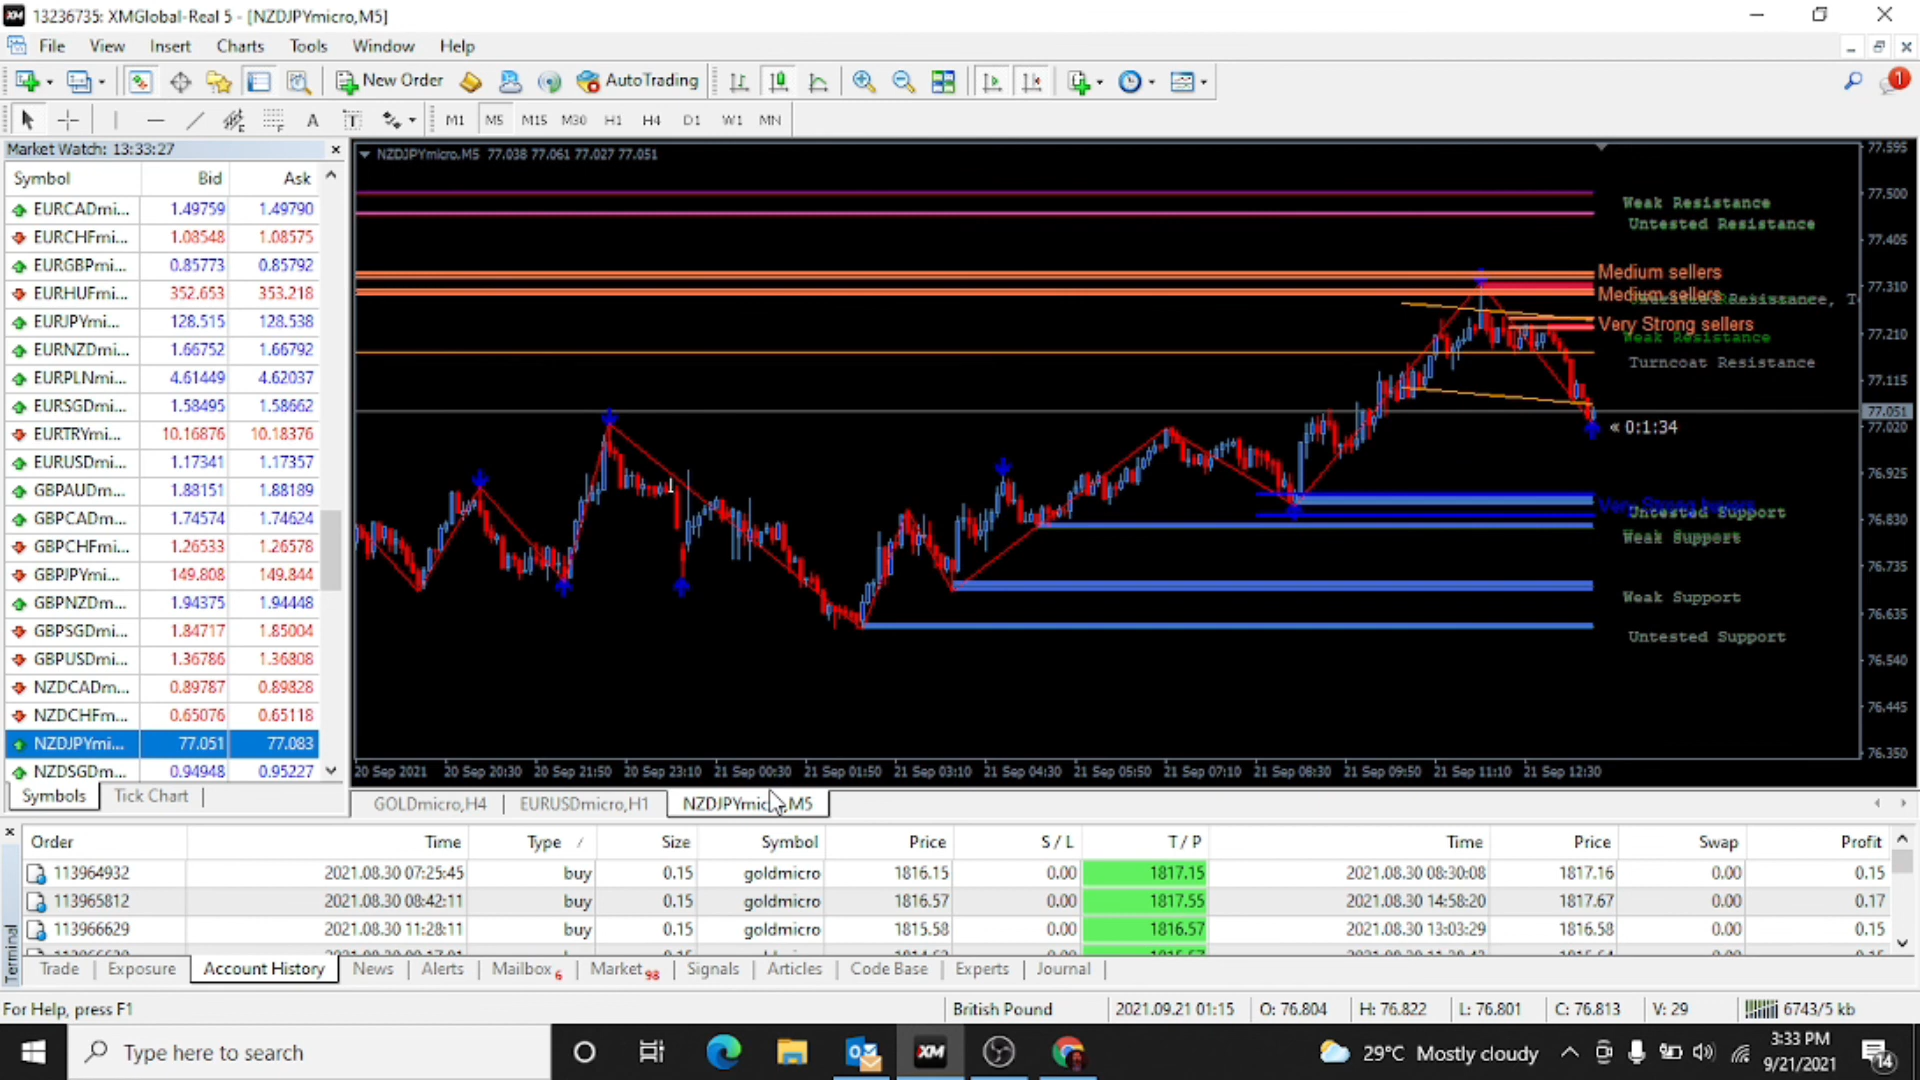 13236735: XMGlobal-Real 5 - [NZDJPYmicro,M5]
File View Insert Charts Tools Window Help
New Order AutoTrading 1
A T M1 M5 M15 M30 H1 H4 D1 W1 MN
Market Watch: 13:33:27
Symbol Bid Ask
EURCADmi... 1.49759 1.49790
EURCHFmi... 1.08548 1.08575
EURGBPmi... 0.85773 0.85792
EURHUFmi... 352.653 353.218
EURJPYmi... 128.515 128.538
EURNZDmi... 1.66752 1.66792
EURPLNmi... 4.61449 4.62037
EURSGDmi... 1.58495 1.58662
EURTRYmi... 10.16876 10.18376
EURUSDmi... 1.17341 1.17357
GBPAUDm... 1.88151 1.88189
GBPCADm... 1.74574 1.74624
GBPCHFmi... 1.26533 1.26578
GBPJPYmi... 149.808 149.844
GBPNZDm... 1.94375 1.94448
GBPSGDmi... 1.84717 1.85004
GBPUSDmi... 1.36786 1.36808
NZDCADm... 0.89787 0.89828
NZDCHFm... 0.65076 0.65118
NZDJPYmi... 77.051 77.083
NZDSGDm... 0.94948 0.95227
Symbols Tick Chart
NZDJPYmicro,M5 77.038 77.061 77.027 77.051
Weak Resistance
Untested Resistance
Medium sellers
Medium sellers
Resistance, T
Very Strong sellers
Weak Resistance
Turncoat Resistance
« 0:1:34
Very Strong buyers
Untested Support
Weak Support
Weak Support
Untested Support
77.595
77.500
77.405
77.310
77.210
77.115
77.051
77.020
76.925
76.830
76.735
76.635
76.540
76.445
76.350
20 Sep 2021 20 Sep 20:30 20 Sep 21:50 20 Sep 23:10 21 Sep 00:30 21 Sep 01:50 21 Sep 03:10 21 Sep 04:30 21 Sep 05:50 21 Sep 07:10 21 Sep 08:30 21 Sep 09:50 21 Sep 11:10 21 Sep 12:30
GOLDmicro,H4 EURUSDmicro,H1 NZDJPYmicro,M5
Order Time Type / Size Symbol Price S / L T / P Time Price Swap Profit
113964932 2021.08.30 07:25:45 buy 0.15 goldmicro 1816.15 0.00 1817.15 2021.08.30 08:30:08 1817.16 0.00 0.15
113965812 2021.08.30 08:42:11 buy 0.15 goldmicro 1816.57 0.00 1817.55 2021.08.30 14:58:20 1817.67 0.00 0.17
113966629 2021.08.30 11:28:11 buy 0.15 goldmicro 1815.58 0.00 1816.57 2021.08.30 13:03:29 1816.58 0.00 0.15
Terminal
Trade Exposure Account History News Alerts Mailbox 6 Market 98 Signals Articles Code Base Experts Journal
For Help, press F1 British Pound 2021.09.21 01:15 O: 76.804 H: 76.822 L: 76.801 C: 76.813 V: 29 6743/5 kb
Type here to search XM 29°C Mostly cloudy 3:33 PM
9/21/2021 14